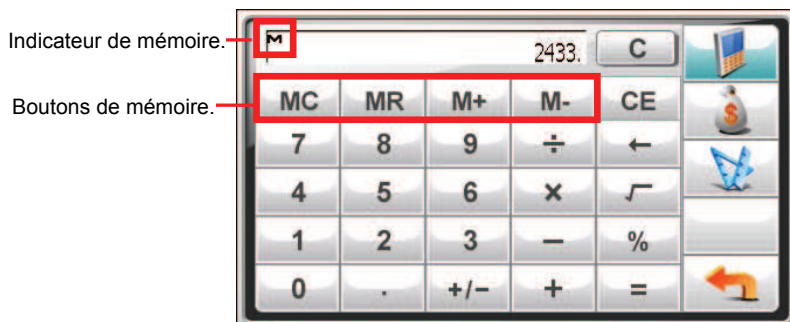 Indicateur de mémoire.
M
2433.
C
Boutons de mémoire.
MC MR M+ M- CE
7 8 9 ÷ ←
4 5 6 × √
1 2 3 − %
0 . +/− + =
$